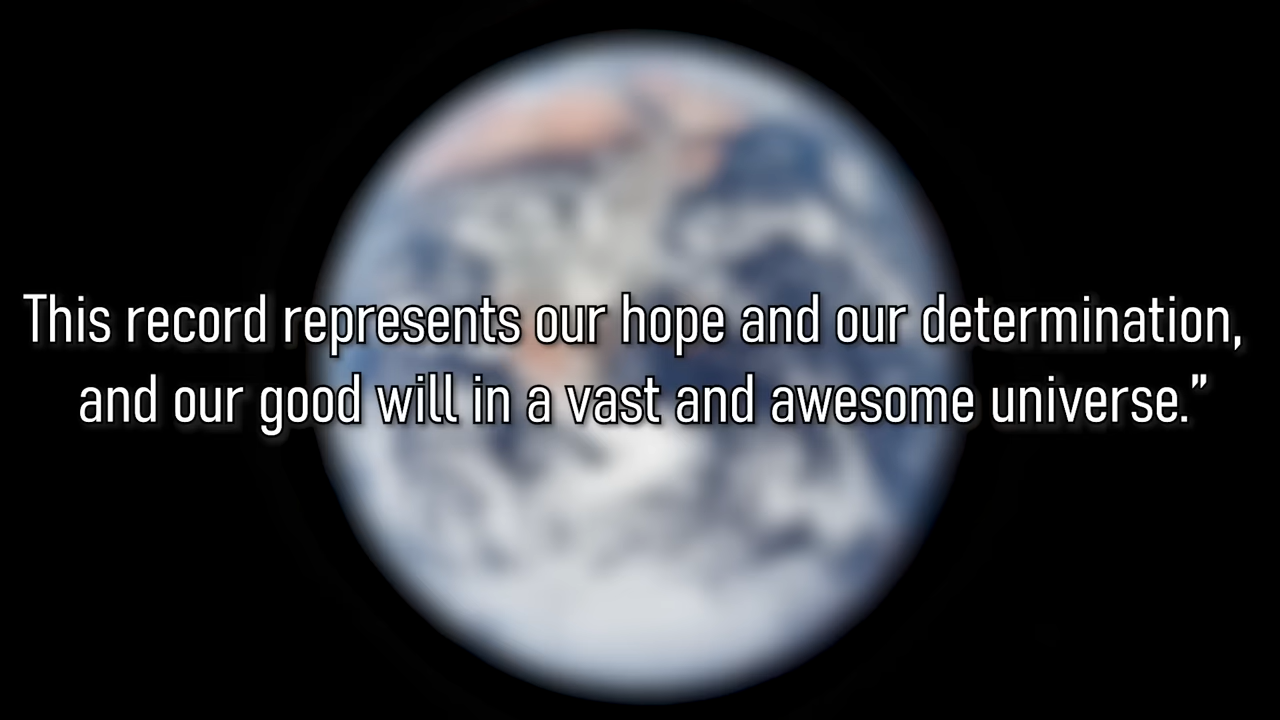 This record represents our hope and our determination,
and our good will in a vast and awesome universe.”